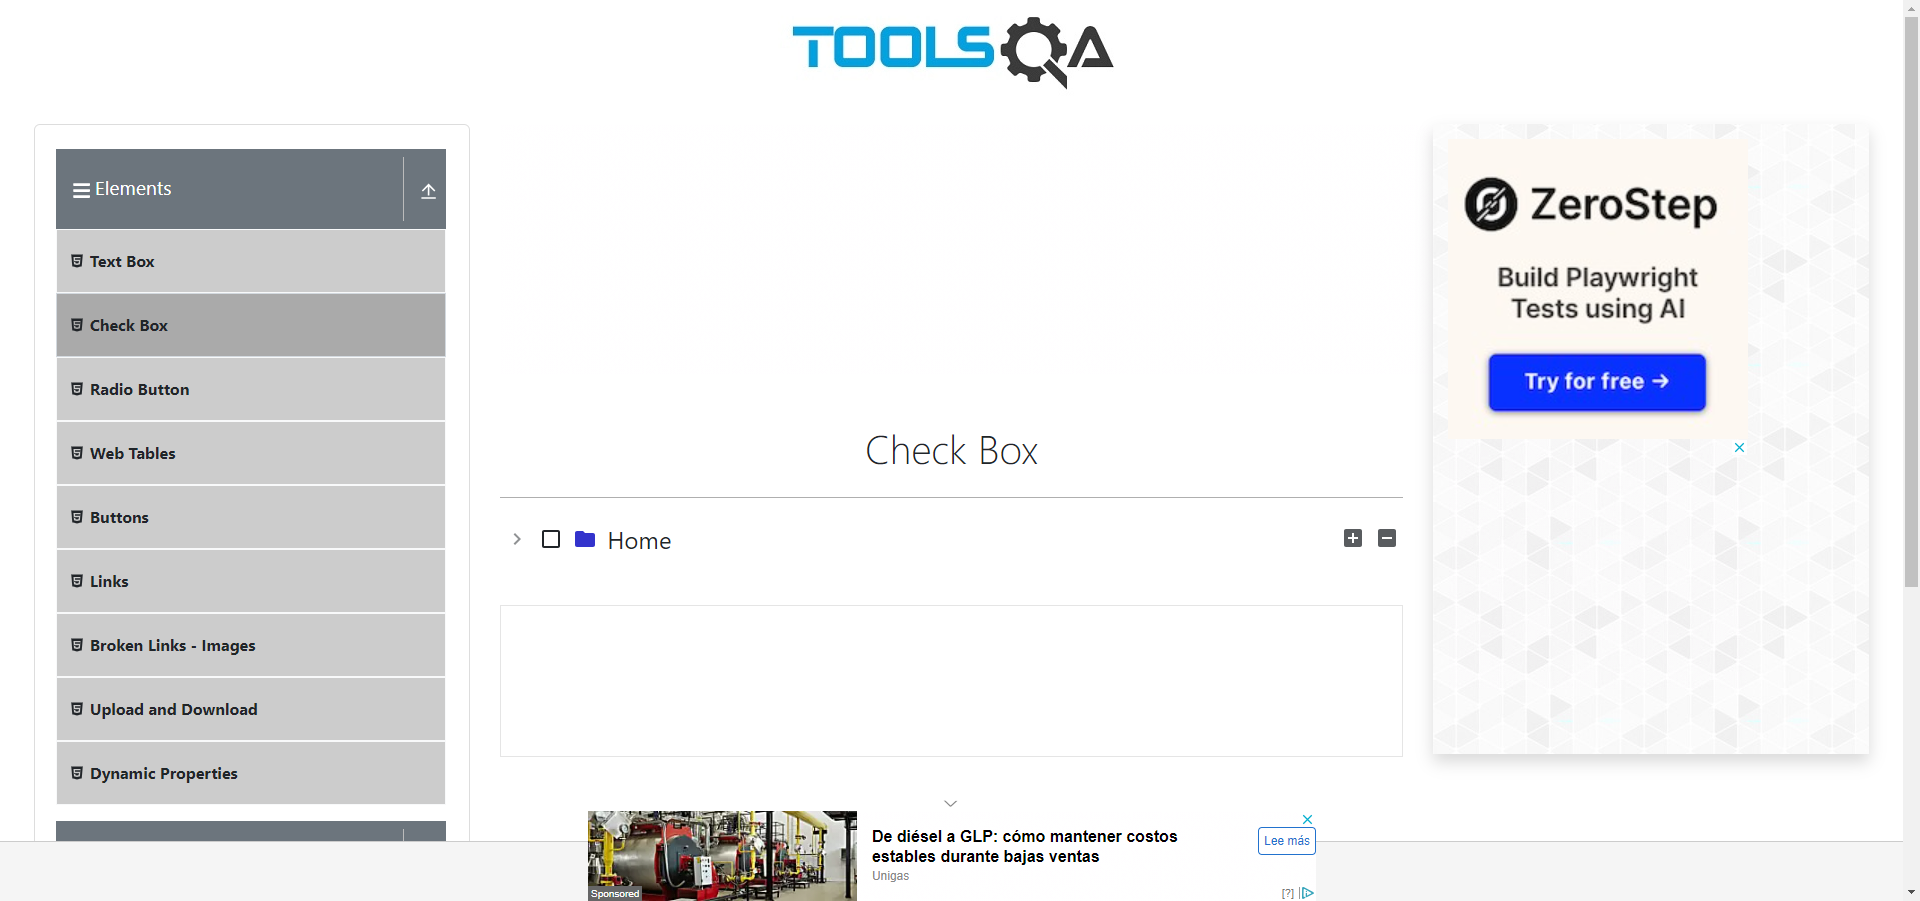 TOOLSQA
Elements
Text Box
Check Box
Radio Button
Web Tables
Buttons
Links
Broken Links - Images
Upload and Download
Dynamic Properties
Check Box
Home
ZeroStep
Build Playwright
Tests using AI
Try for free →
De diésel a GLP: cómo mantener costos
estables durante bajas ventas
Unigas
Lee más
Sponsored
[?]